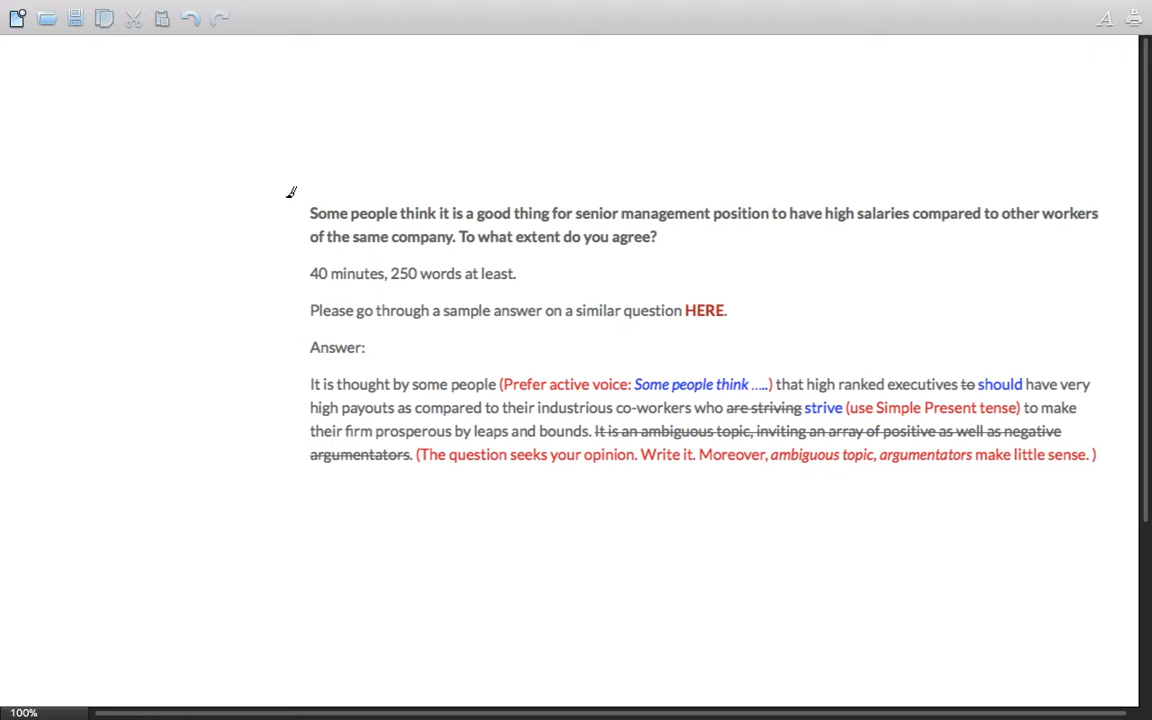 Some people think it is a good thing for senior management position to have high salaries compared to other workers
of the same company. To what extent do you agree?
40 minutes, 250 words at least.
Please go through a sample answer on a similar question HERE.
Answer:
It is thought by some people (Prefer active voice: Some people think .....) that high ranked executives to should have very
high payouts as compared to their industrious co-workers who are striving strive (use Simple Present tense) to make
their firm prosperous by leaps and bounds. It is an ambiguous topic, inviting an array of positive as well as negative
argumentators. (The question seeks your opinion. Write it. Moreover, ambiguous topic, argumentators make little sense. )
100%